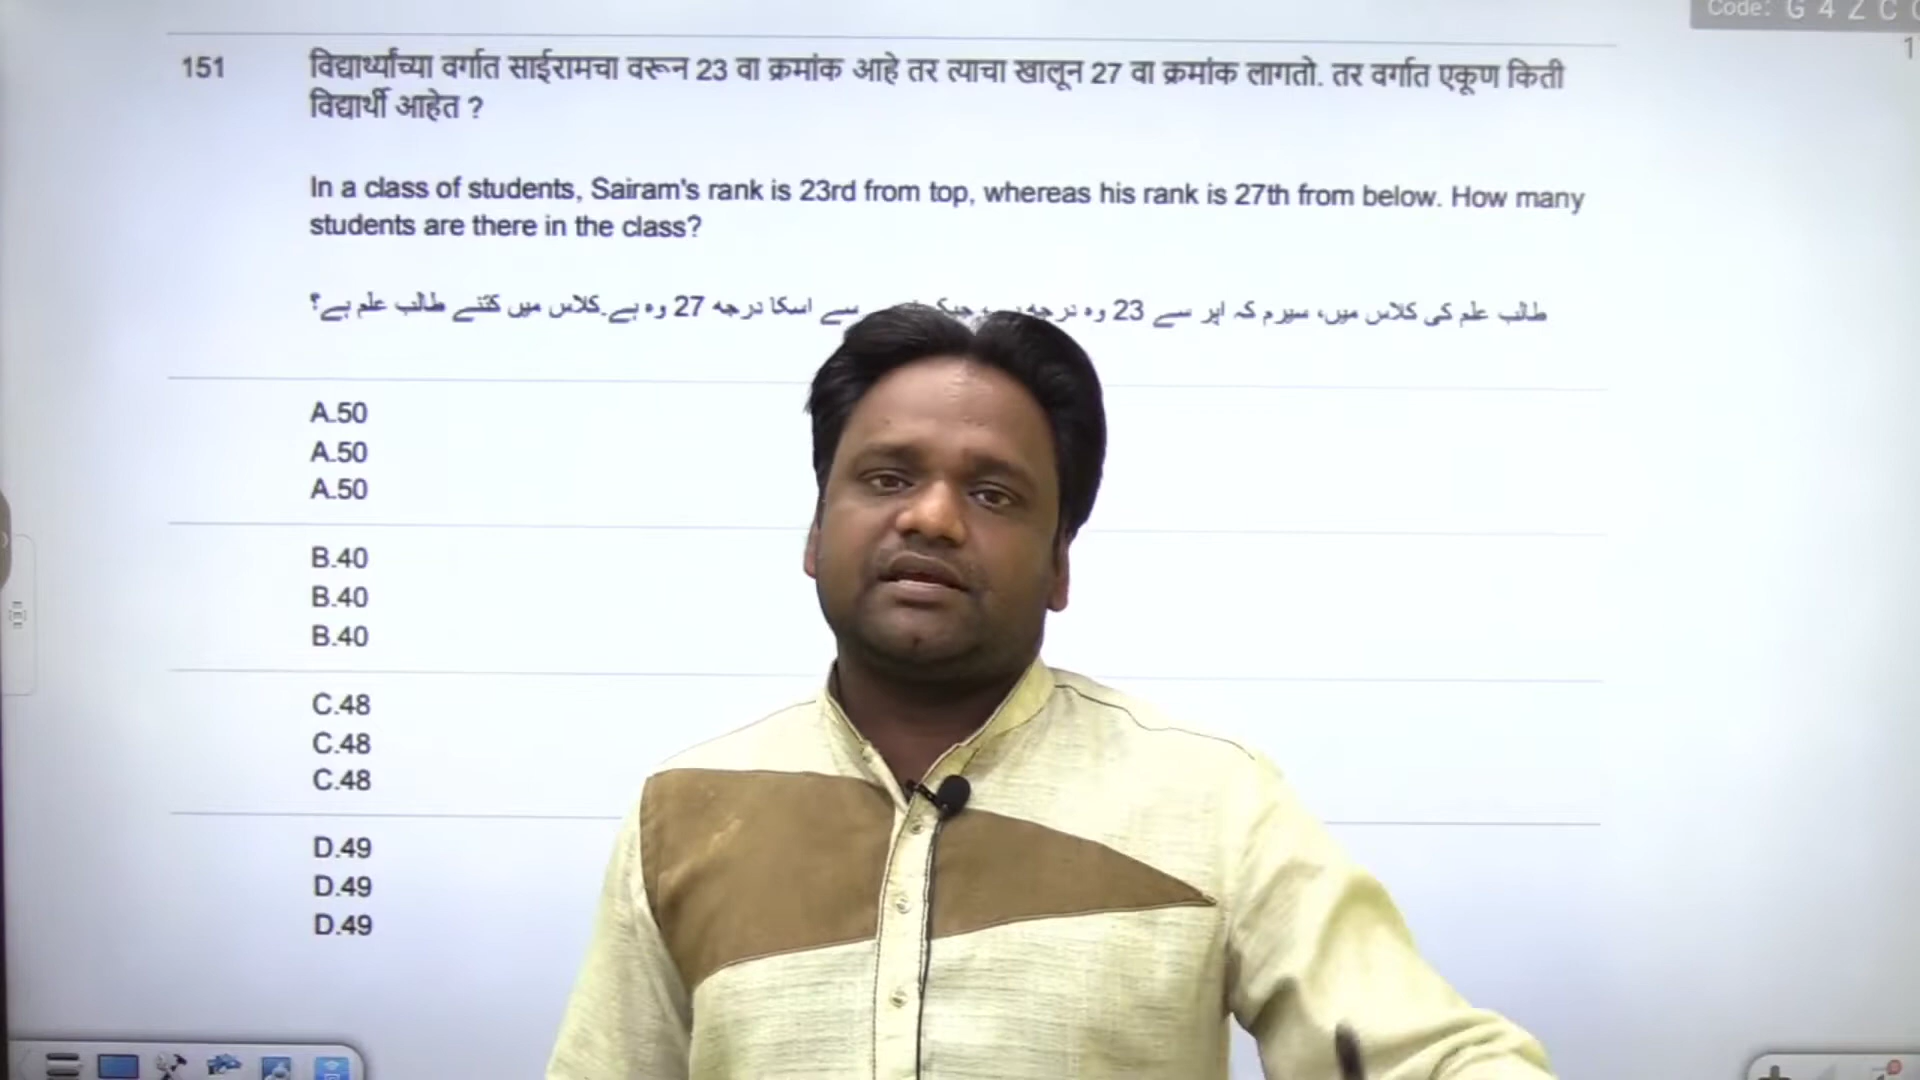 Code: G 4 Z C
1
151
विद्यार्थ्यांच्या वर्गात साईरामचा वरून 23 वा क्रमांक आहे तर त्याचा खालून 27 वा क्रमांक लागतो. तर वर्गात एकूण किती
विद्यार्थी आहेत ?
In a class of students, Sairam's rank is 23rd from top, whereas his rank is 27th from below. How many
students are there in the class?
طالب علم کی کلاس میں، سیرم کہ اپر سے 23 وہ درجہ سے اسکا درجہ 27 وہ ہے.کلاس میں کتنے طالب علم ہے؟
A.50
A.50
A.50
B.40
B.40
B.40
C.48
C.48
C.48
D.49
D.49
D.49